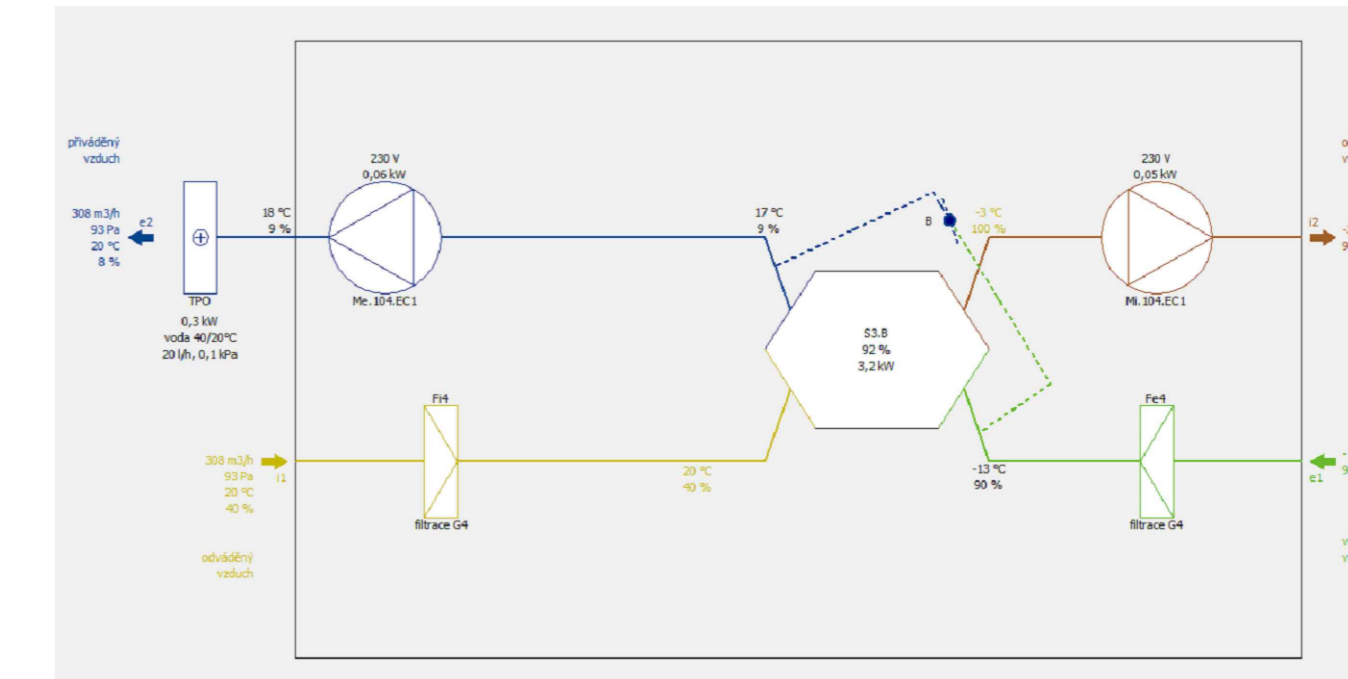 přiváděný
vzduch
308 m3/h
93 Pa
20 °C
8 %
e2
TPO
0,3 kW
voda 40/20°C
20 l/h, 0,1 kPa
18 °C
9 %
230 V
0,06 kW
Me.104.EC1
17 °C
9 %
B
-3 °C
100 %
230 V
0,05 kW
Mi.104.EC1
i2
S3.B
92 %
3,2 kW
Fi4
filtrace G4
308 m3/h
93 Pa
20 °C
40 %
i1
odváděný
vzduch
20 °C
40 %
-13 °C
90 %
Fe4
filtrace G4
e1